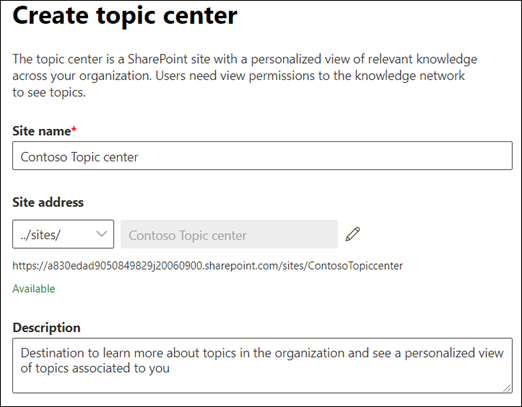 Create topic center
The topic center is a SharePoint site with a personalized view of relevant knowledge
across your organization. Users need view permissions to the knowledge network
to see topics.
Site name*
Contoso Topic center
Site address
../sites/
Contoso Topic center
https://a830edad9050849829j20060900.sharepoint.com/sites/ContosoTopiccenter
Available
Description
Destination to learn more about topics in the organization and see a personalized view
of topics associated to you